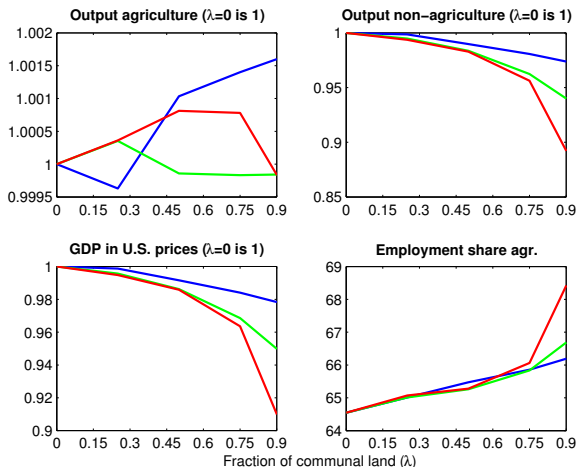 Output agriculture (λ=0 is 1)
1.002
1.0015
1.001
1.0005
1
0.9995
0 0.15 0.3 0.45 0.6 0.75 0.9
Output non-agriculture (λ=0 is 1)
1
0.95
0.9
0.85
0 0.15 0.3 0.45 0.6 0.75 0.9
GDP in U.S. prices (λ=0 is 1)
1
0.98
0.96
0.94
0.92
0.9
0 0.15 0.3 0.45 0.6 0.75 0.9
Employment share agr.
69
68
67
66
65
64
0 0.15 0.3 0.45 0.6 0.75 0.9
Fraction of communal land (λ)